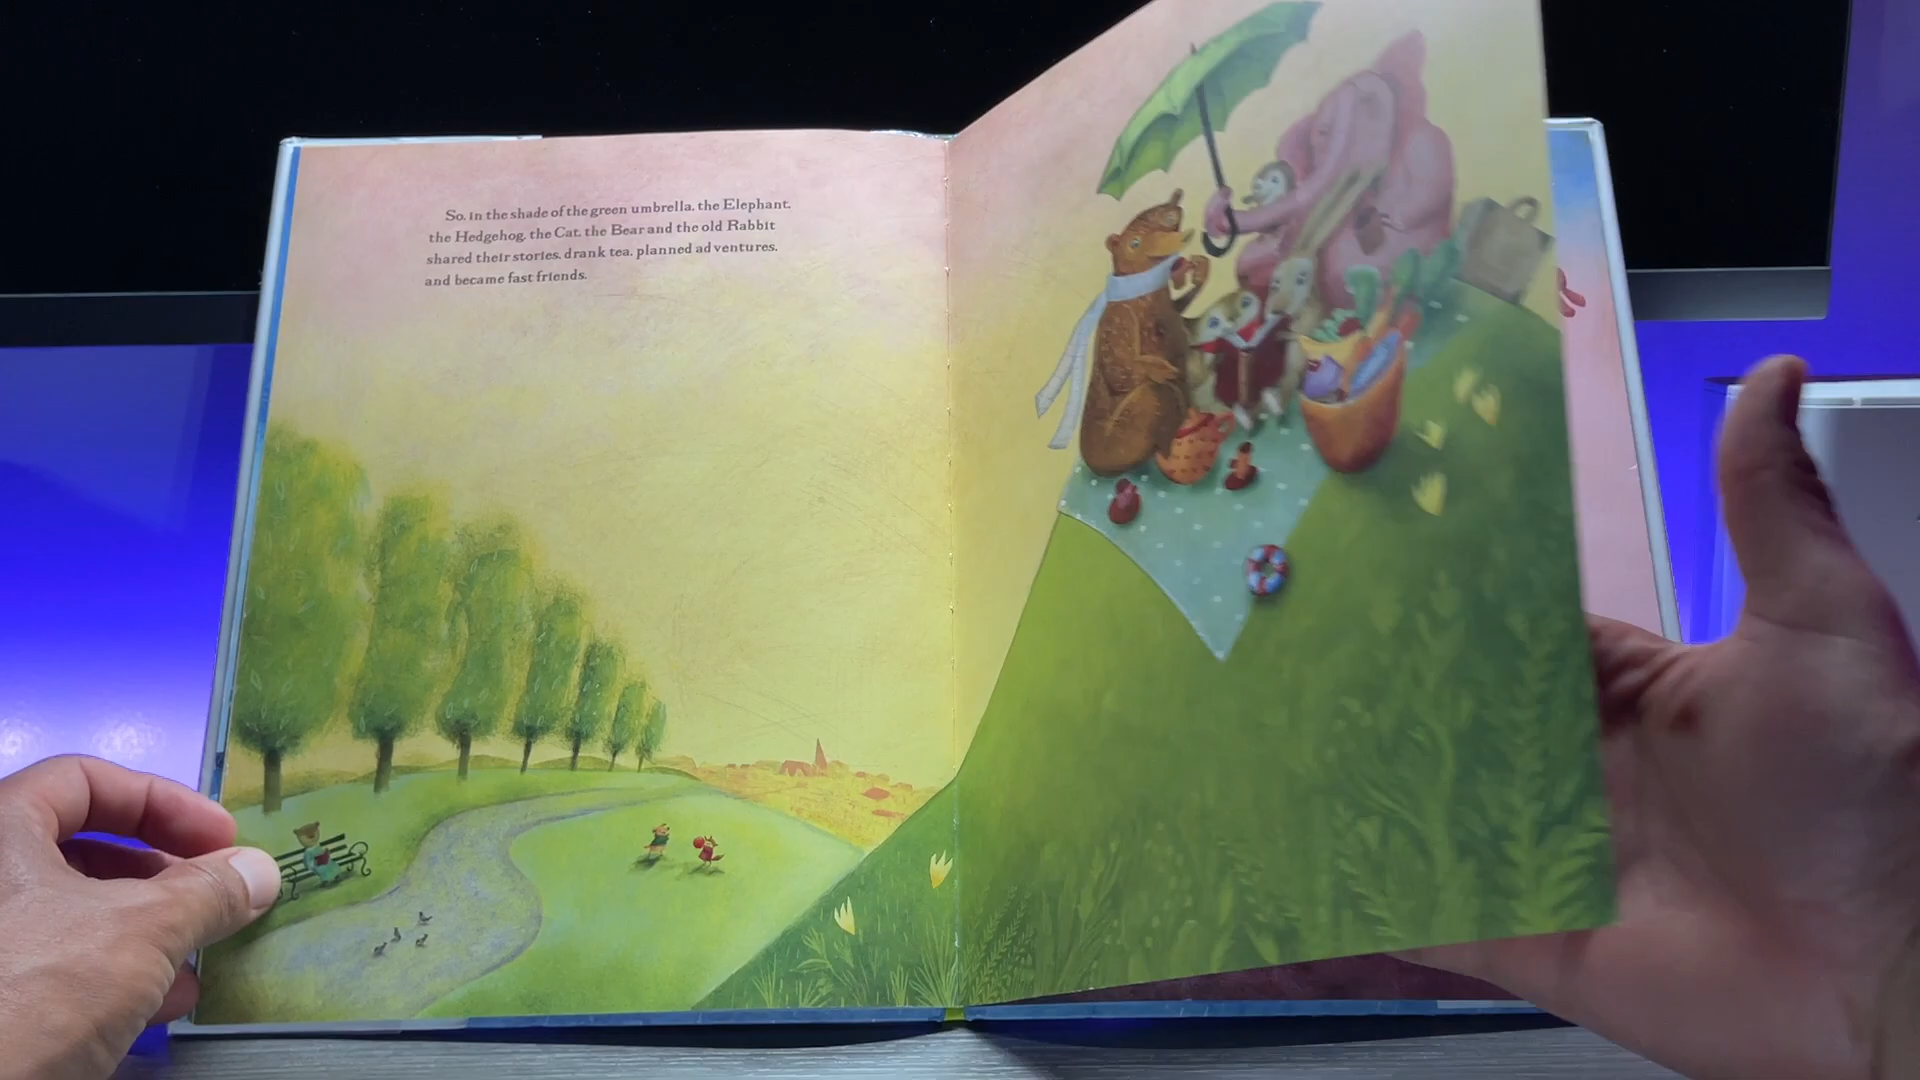 So, in the shade of the green umbrella, the Elephant,
the Hedgehog, the Cat, the Bear and the old Rabbit
shared their stories, drank tea, planned adventures,
and became fast friends.